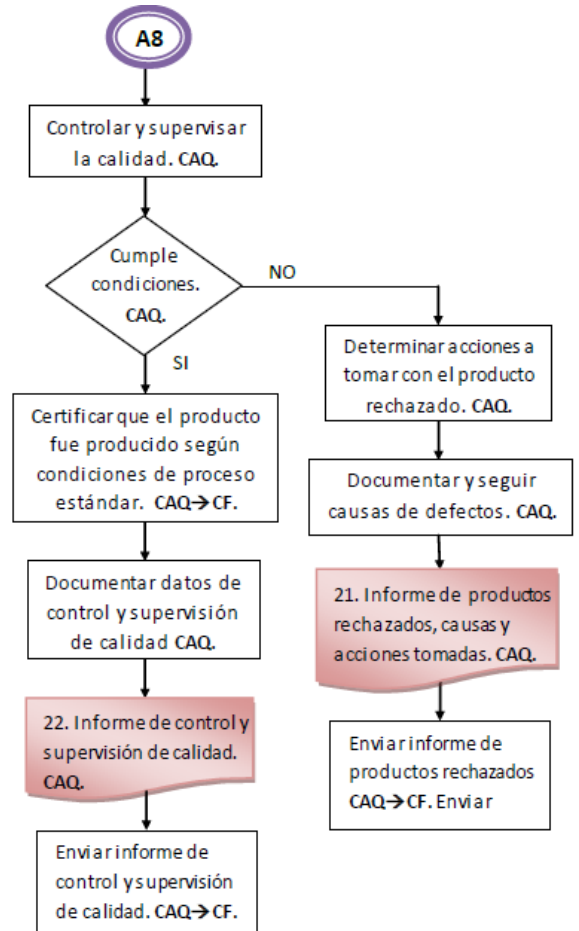 A8
Controlar y supervisar
la calidad. CAQ.
Cumple
condiciones.
CAQ.
NO
SI
Certificar que el producto
fue producido según
condiciones de proceso
estándar. CAQ→CF.
Documentar datos de
control y supervisión
de calidad CAQ.
22. Informe de control y
supervisión de calidad.
CAQ.
Enviar informe de
control y supervisión
de calidad. CAQ→CF.
Determinar acciones a
tomar con el producto
rechazado. CAQ.
Documentar y seguir
causas de defectos. CAQ.
21. Informe de productos
rechazados, causas y
acciones tomadas. CAQ.
Enviar informe de
productos rechazados
CAQ→CF. Enviar